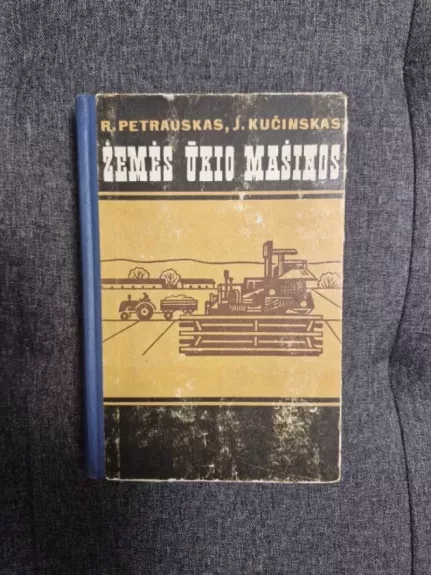 R. PETRAUSKAS, J. KUČINSKAS
ŽEMĖS ŪKIO MAŠINOS